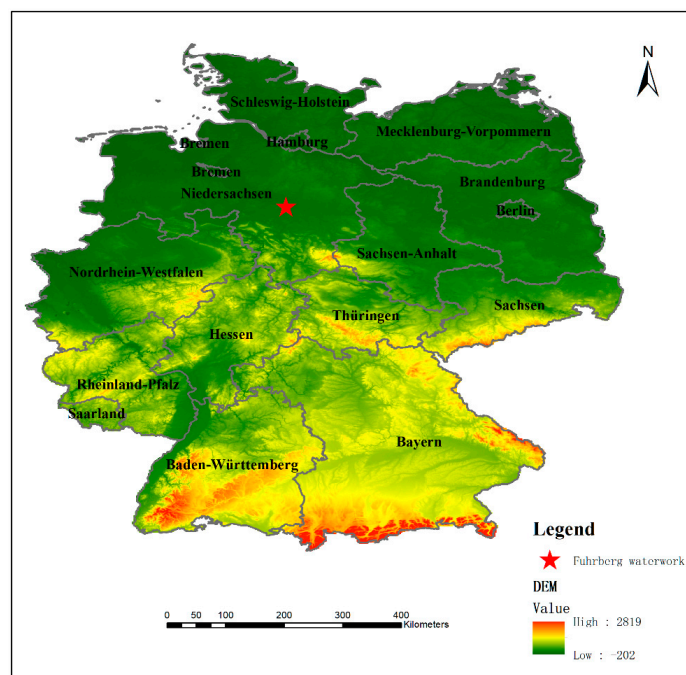 N
Schleswig-Holstein
Mecklenburg-Vorpommern
Hamburg
Bremen
Bremen
Brandenburg
Niedersachsen
Berlin
Sachsen-Anhalt
Nordrhein-Westfalen
Sachsen
Thüringen
Hessen
Rheinland-Pfalz
Saarland
Bayern
Baden-Württemberg
Legend
Fuhrberg waterwork
DEM
Value
High : 2819
Low : -202
0 50 100 200 300 400
Kilometers